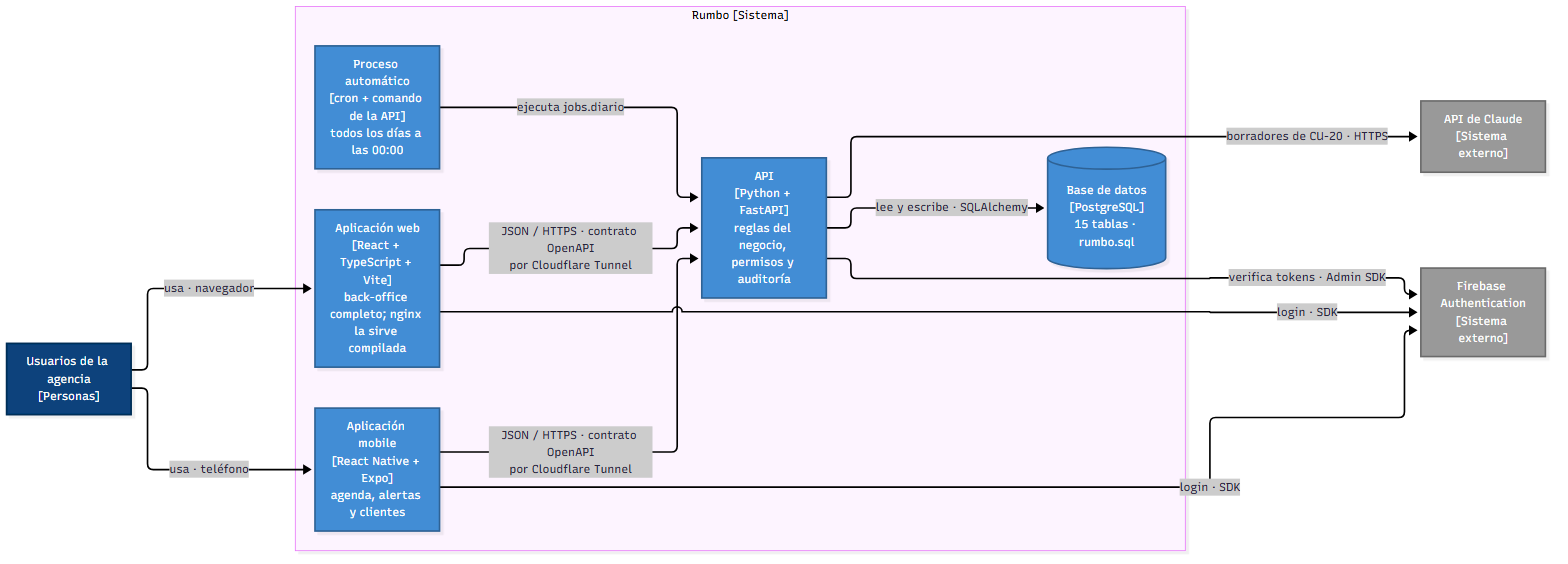 Rumbo [Sistema]
Proceso
automático
[cron + comando
de la API]
todos los días a
las 00:00
ejecuta jobs.diario
Aplicación web
[React +
TypeScript +
Vite]
back-office
completo; nginx
la sirve
compilada
JSON / HTTPS · contrato
OpenAPI
por Cloudflare Tunnel
API
[Python +
FastAPI]
reglas del
negocio,
permisos y
auditoría
borradores de CU-20 · HTTPS
API de Claude
[Sistema
externo]
lee y escribe · SQLAlchemy
Base de datos
[PostgreSQL]
15 tablas ·
rumbo.sql
verifica tokens · Admin SDK
login · SDK
Firebase
Authentication
[Sistema
externo]
usa · navegador
Usuarios de la
agencia
[Personas]
usa · teléfono
Aplicación
mobile
[React Native +
Expo]
agenda, alertas
y clientes
JSON / HTTPS · contrato
OpenAPI
por Cloudflare Tunnel
login · SDK